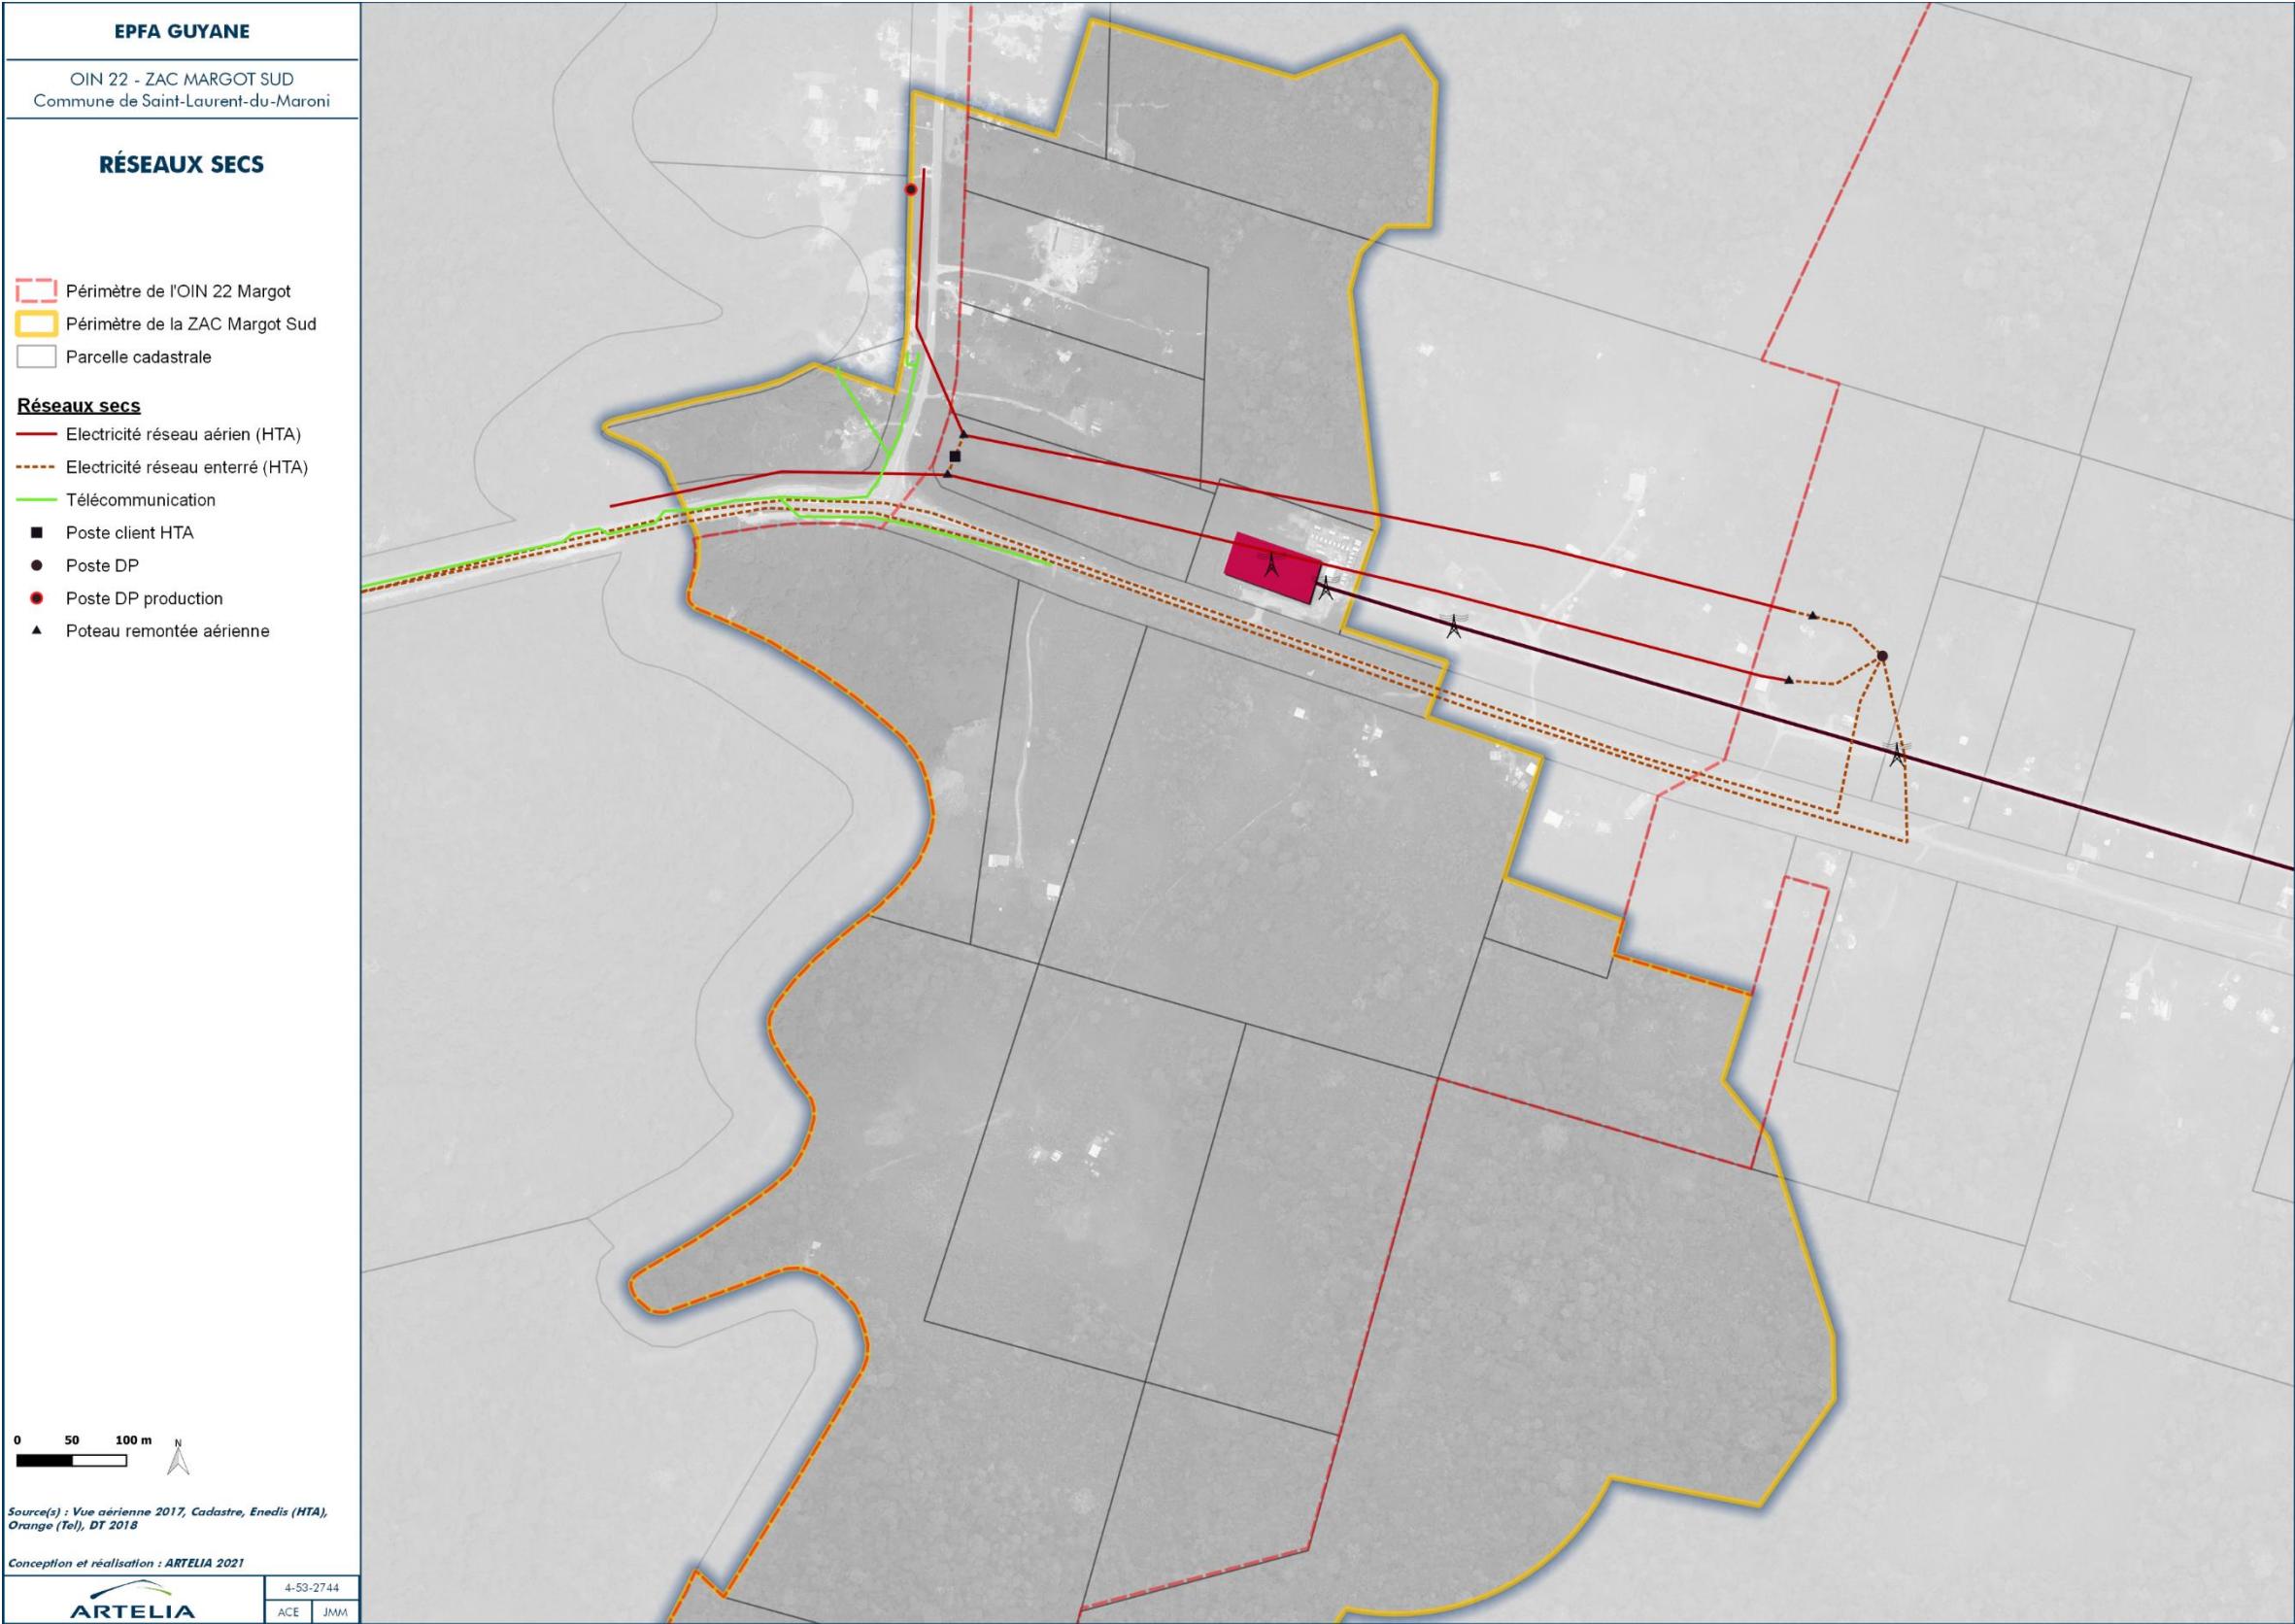 EPFA GUYANE
OIN 22 - ZAC MARGOT SUD
Commune de Saint-Laurent-du-Maroni
RÉSEAUX SECS
Périmètre de l'OIN 22 Margot
Périmètre de la ZAC Margot Sud
Parcelle cadastrale
Réseaux secs
Electricité réseau aérien (HTA)
Electricité réseau enterré (HTA)
Télécommunication
Poste client HTA
Poste DP
Poste DP production
Poteau remontée aérienne
0 50 100 m
N
Source(s) : Vue aérienne 2017, Cadastre, Enedis (HTA),
Orange (Tel), DT 2018
Conception et réalisation : ARTELIA 2021
ARTELIA
4-53-2744
ACE JMM